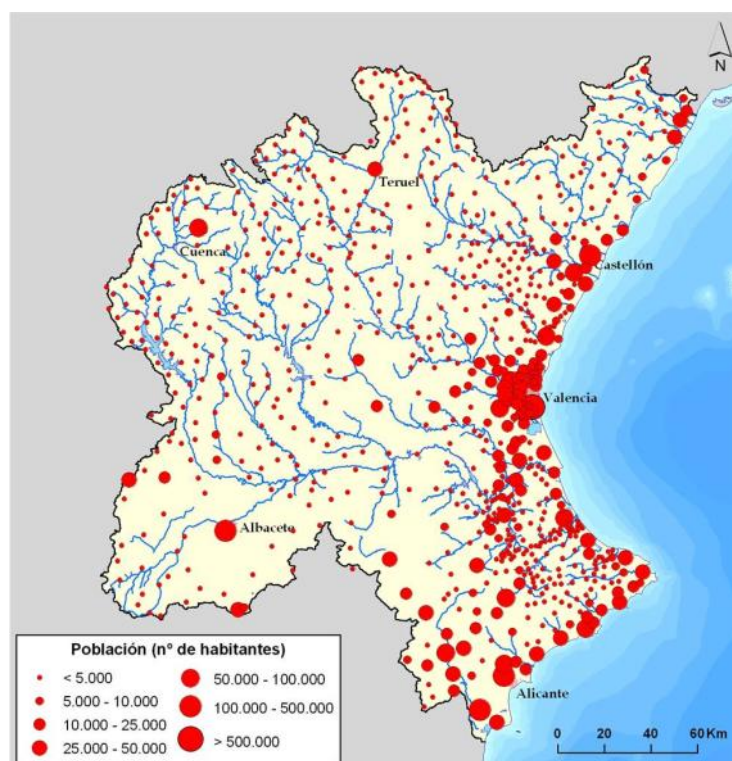 N
Teruel
Cuenca
Castellón
Valencia
Albacete
Alicante
Población (nº de habitantes)
< 5.000
5.000 - 10.000
10.000 - 25.000
25.000 - 50.000
50.000 - 100.000
100.000 - 500.000
> 500.000
0 20 40 60 Km